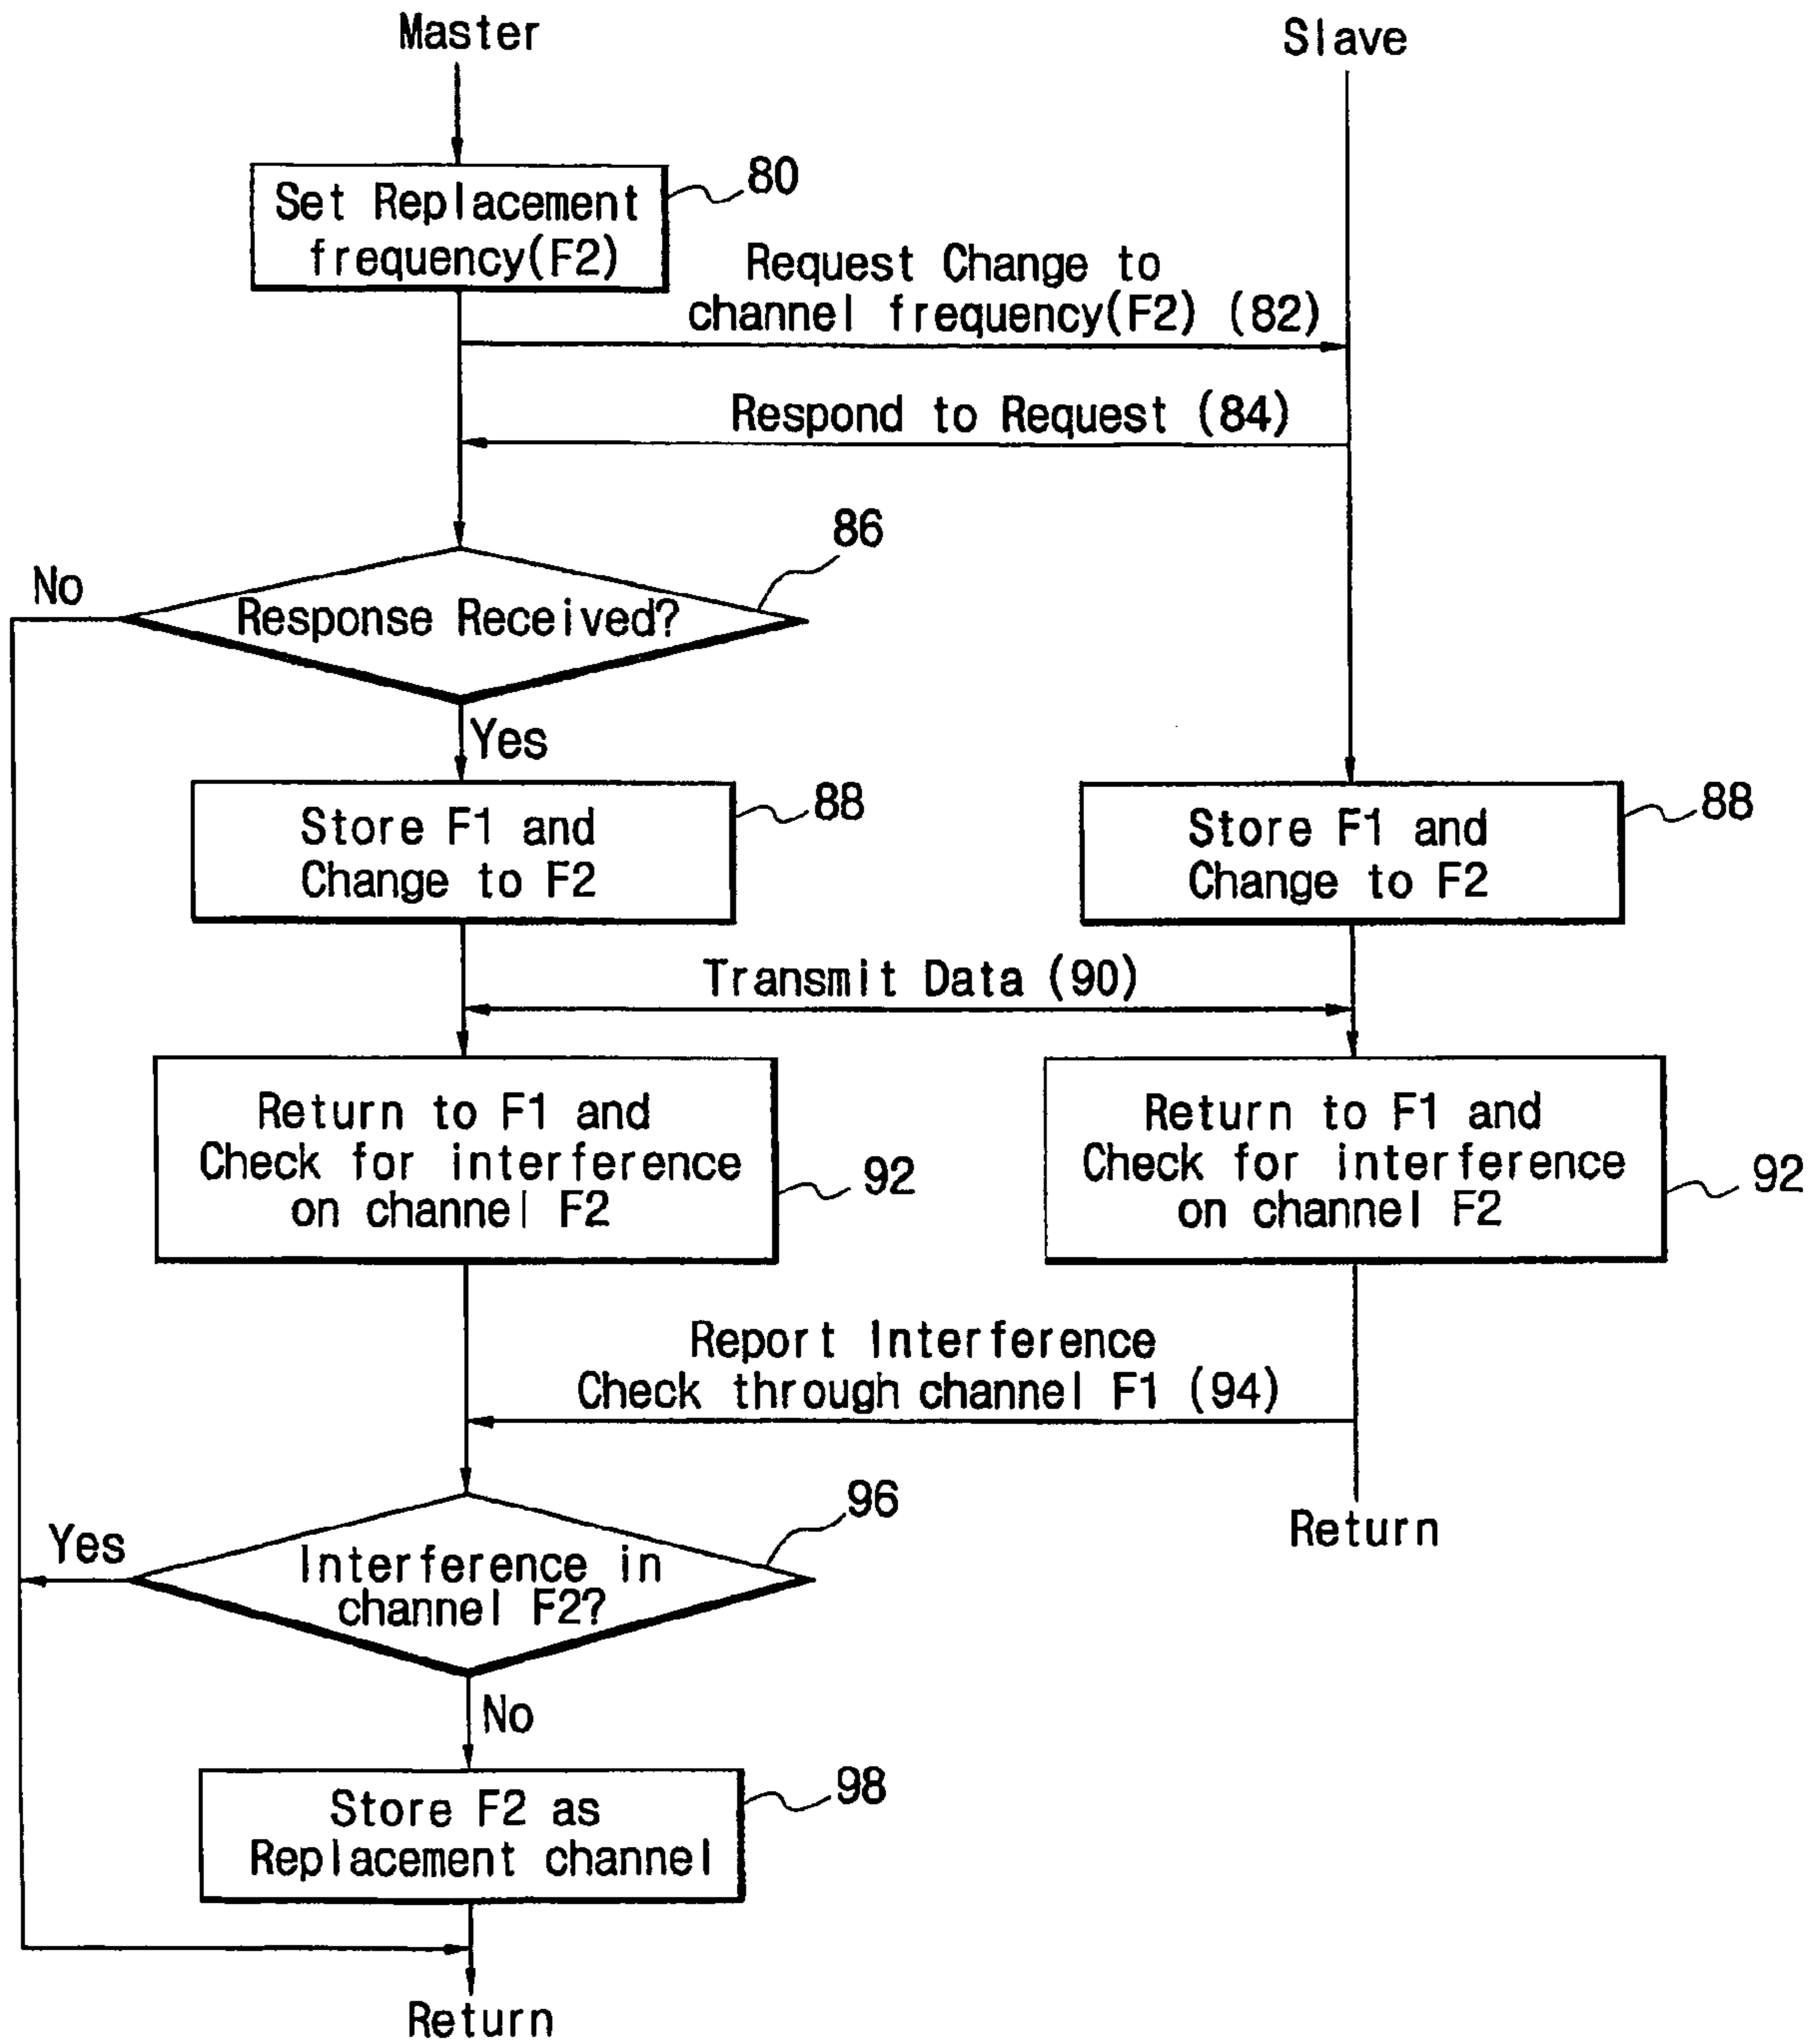 Master
Slave
80
Set Replacement
frequency(F2)
Request Change to
channel frequency(F2) (82)
Respond to Request (84)
86
No
Response Received?
Yes
Store F1 and
Change to F2
88
Store F1 and
Change to F2
88
Transmit Data (90)
Return to F1 and
Check for interference
on channel F2
92
Return to F1 and
Check for interference
on channel F2
92
Report Interference
Check through channel F1 (94)
96
Return
Yes
Interference in
channel F2?
No
98
Store F2 as
Replacement channel
Return